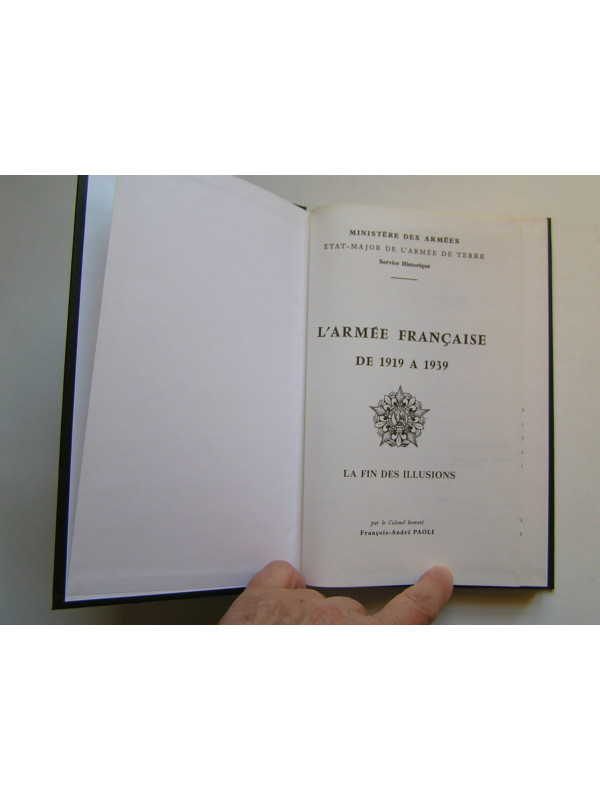 MINISTÈRE DES ARMÉES
ÉTAT-MAJOR DE L'ARMÉE DE TERRE
Service Historique
L'ARMÉE FRANÇAISE
DE 1919 A 1939
LA FIN DES ILLUSIONS
par le Colonel breveté
François-André PAOLI